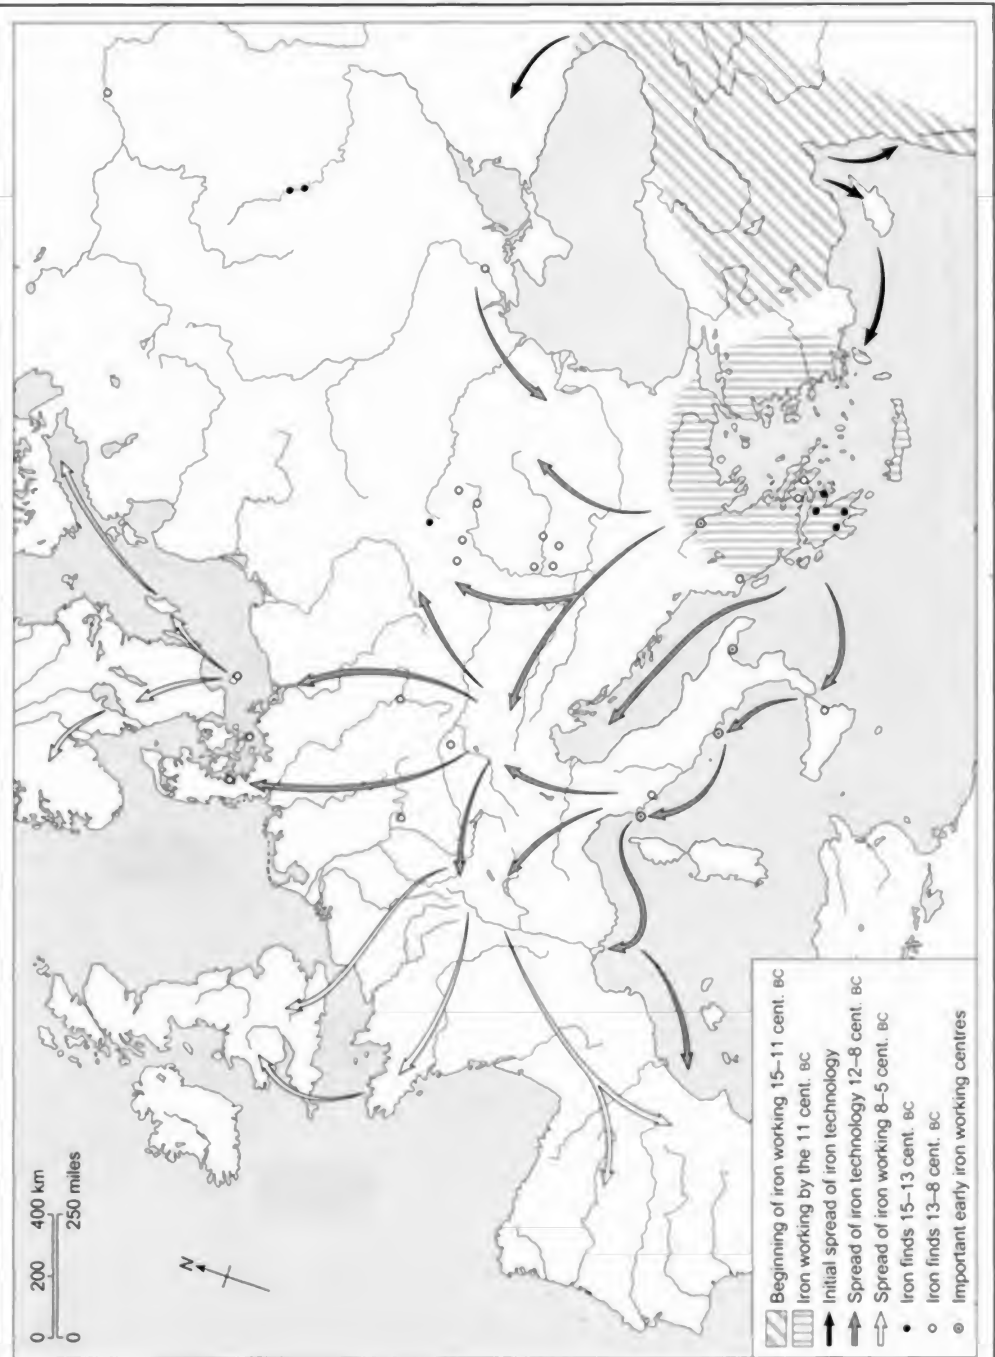 0 200 400 km
0 250 miles
N
Beginning of iron working 15–11 cent. BC
Iron working by the 11 cent. BC
Initial spread of iron technology
Spread of iron technology 12–8 cent. BC
Spread of iron working 8–5 cent. BC
Iron finds 15–13 cent. BC
Iron finds 13–8 cent. BC
Important early iron working centres